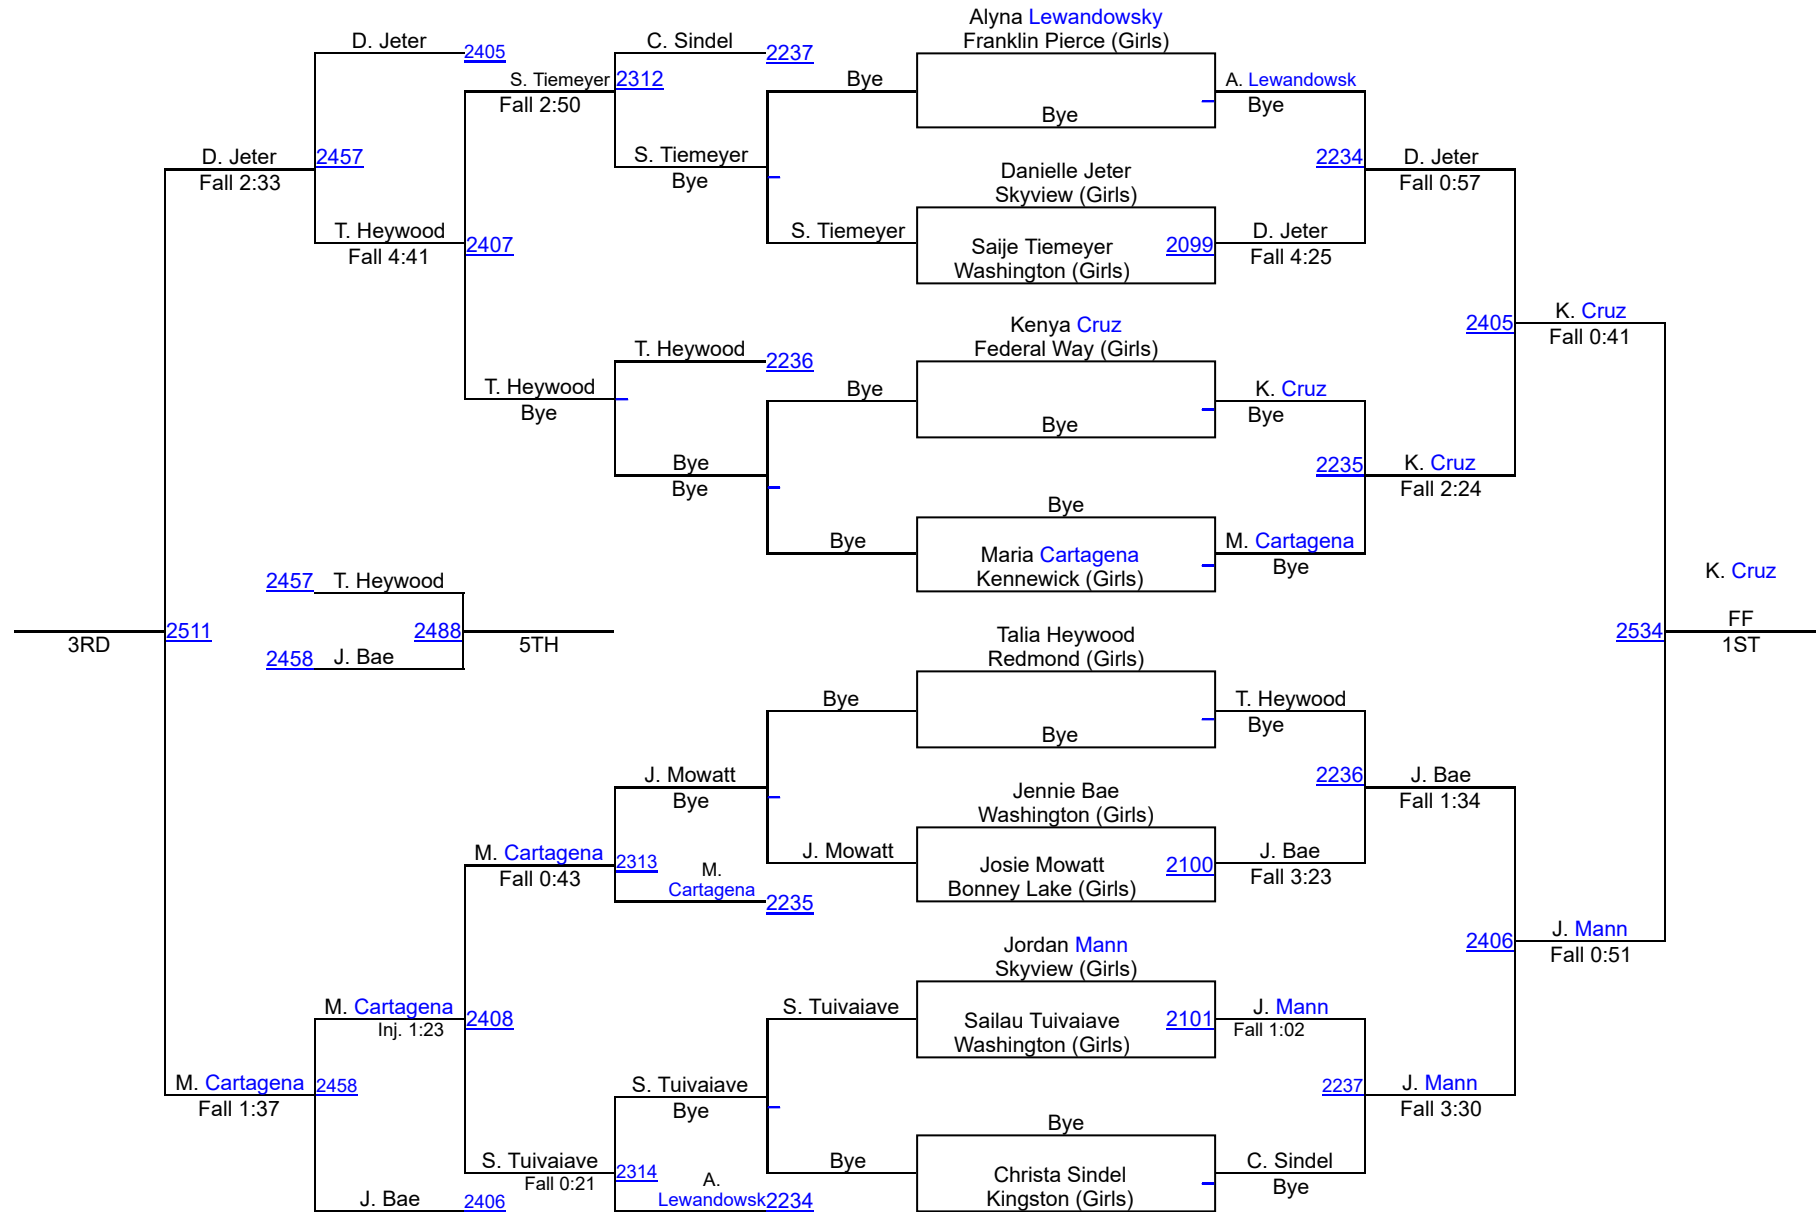 Alyna Lewandowsky
Franklin Pierce (Girls)
D. Jeter
2405
C. Sindel
2237
S. Tiemeyer
2312
Fall 2:50
Bye
A. Lewandowsk
Bye
Bye
D. Jeter
2457
Fall 2:33
S. Tiemeyer
Bye
Danielle Jeter
Skyview (Girls)
2234
D. Jeter
Fall 0:57
T. Heywood
Fall 4:41
2407
S. Tiemeyer
Saije Tiemeyer
Washington (Girls)
2099
D. Jeter
Fall 4:25
Kenya Cruz
Federal Way (Girls)
2405
K. Cruz
Fall 0:41
T. Heywood
2236
T. Heywood
Bye
Bye
Bye
K. Cruz
Bye
Bye
Bye
2235
K. Cruz
Fall 2:24
Bye
Bye
Maria Cartagena
Kennewick (Girls)
M. Cartagena
Bye
2457
T. Heywood
K. Cruz
3RD
2511
2488
5TH
2458
J. Bae
2534
FF
1ST
Talia Heywood
Redmond (Girls)
Bye
Bye
T. Heywood
Bye
J. Mowatt
Bye
Jennie Bae
Washington (Girls)
2236
J. Bae
Fall 1:34
M. Cartagena
Fall 0:43
2313
M.
Cartagena
2235
J. Mowatt
Josie Mowatt
Bonney Lake (Girls)
2100
J. Bae
Fall 3:23
Jordan Mann
Skyview (Girls)
2406
J. Mann
Fall 0:51
M. Cartagena
Inj. 1:23
2408
S. Tuivaiave
Sailau Tuivaiave
Washington (Girls)
2101
J. Mann
Fall 1:02
M. Cartagena
Fall 1:37
2458
S. Tuivaiave
Bye
2237
J. Mann
Fall 3:30
Bye
S. Tuivaiave
Fall 0:21
2314
A.
Lewandowsk
2234
Bye
Christa Sindel
Kingston (Girls)
C. Sindel
Bye
J. Bae
2406